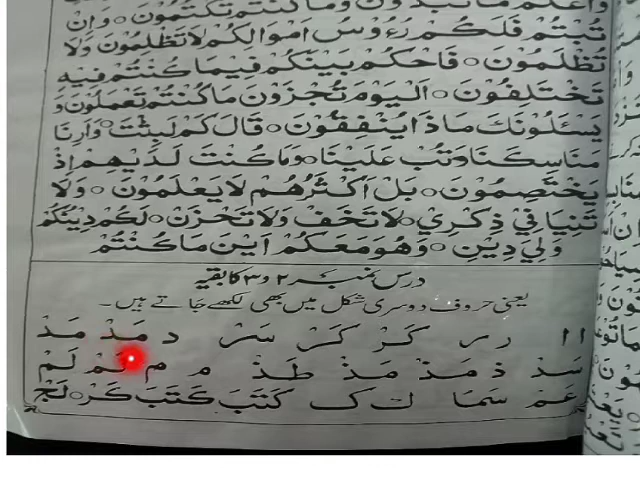 وَاَعْلَمُ مَا تُبْدُوْنَ وَمَا كُنْتُمْ تَكْتُمُوْنَ ○ وَاِنْ
تُبْتُمْ فَلَكُمْ رُءُوْسُ اَمْوَالِكُمْ لَا تَظْلِمُوْنَ وَلَا
تُظْلَمُوْنَ ○ فَاَحْكُمُ بَيْنَكُمْ فِيْمَا كُنْتُمْ فِيْهِ
تَخْتَلِفُوْنَ ○ اَلْيَوْمَ تُجْزَوْنَ مَا كُنْتُمْ تَعْمَلُوْنَ ○ وَ
يَسْـَٔلُوْنَكَ مَاذَا يُنْفِقُوْنَ ○ قَالَ كَمْ لَبِثْتَ ○ وَاَرِنَا
مَنَاسِكَنَا وَتُبْ عَلَيْنَا ○ وَمَا كُنْتَ لَدَيْهِمْ اِذْ
يَخْتَصِمُوْنَ ○ بَلْ اَكْثَرُهُمْ لَا يَعْلَمُوْنَ ○ وَلَا
تَنِيَا فِيْ ذِكْرِيْ ○ لَا تَخَفْ وَلَا تَحْزَنْ ○ لَكُمْ دِيْنُكُمْ
وَلِيَ دِيْنِ ○ وَهُوَ مَعَكُمْ اَيْنَ مَا كُنْتُمْ
درس نمبر ۲ و ۳ کا بقیہ
یعنی حروف دوسری شکل میں بھی لکھے جاتے ہیں۔
ا ا ر ر كَرْ كَرْ سَرْ د مَدْ مَدْ
سَدْ ذ مَذْ مَذْ طَذْ م م لَمْ لَمْ
عَمْ سَمَا ك ک كَتَبَ كَتَبَ كَرْ ○ لَجْ